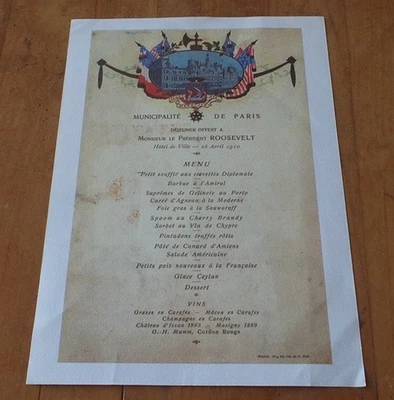 MUNICIPALITÉ DE PARIS
DÉJEUNER OFFERT A
MONSIEUR LE PRÉSIDENT ROOSEVELT
Hôtel de Ville — 25 Avril 1910
MENU
Petit soufflé aux crevettes Diplomate
Barbue à l'Amiral
Suprêmes de Gelinote au Porto
Carré d'Agneau à la Moderne
Foie gras à la Souwaroff
Spoom au Cherry Brandy
Sorbet au Vin de Chypre
Pintadons truffés rôtis
Pâté de Canard d'Amiens
Salade Américaine
Petits pois nouveaux à la Française
Glace Ceylan
Dessert
VINS
Graves en Carafes — Mâcon en Carafes
Champagne en Carafes
Château d'Issan 1893 — Musigny 1889
G.-H. Mumm, Cordon Rouge